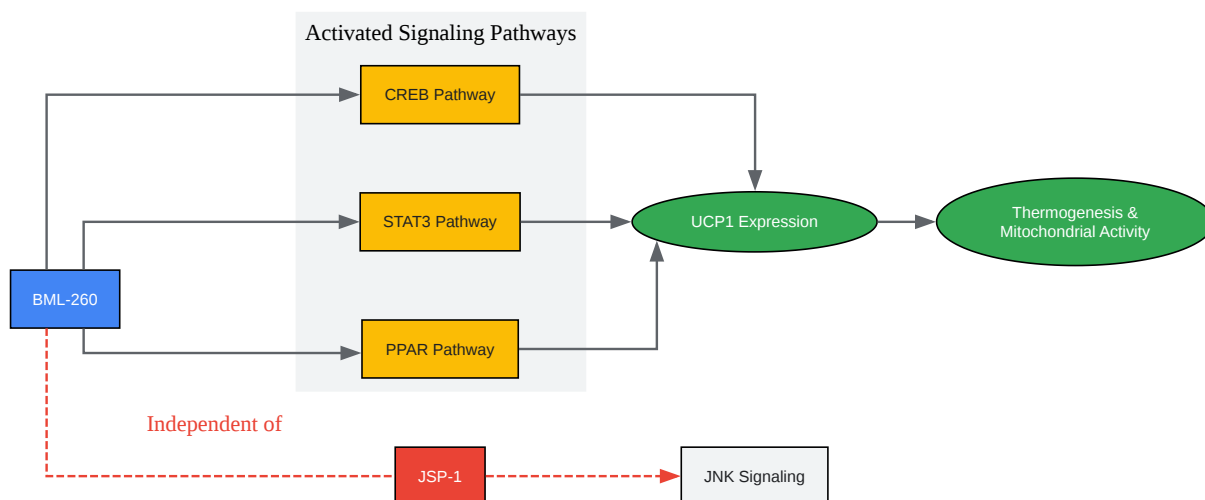 Activated Signaling Pathways
CREB Pathway
STAT3 Pathway
UCP1 Expression
Thermogenesis &
Mitochondrial Activity
BML-260
PPAR Pathway
Independent of
JSP-1
JNK Signaling